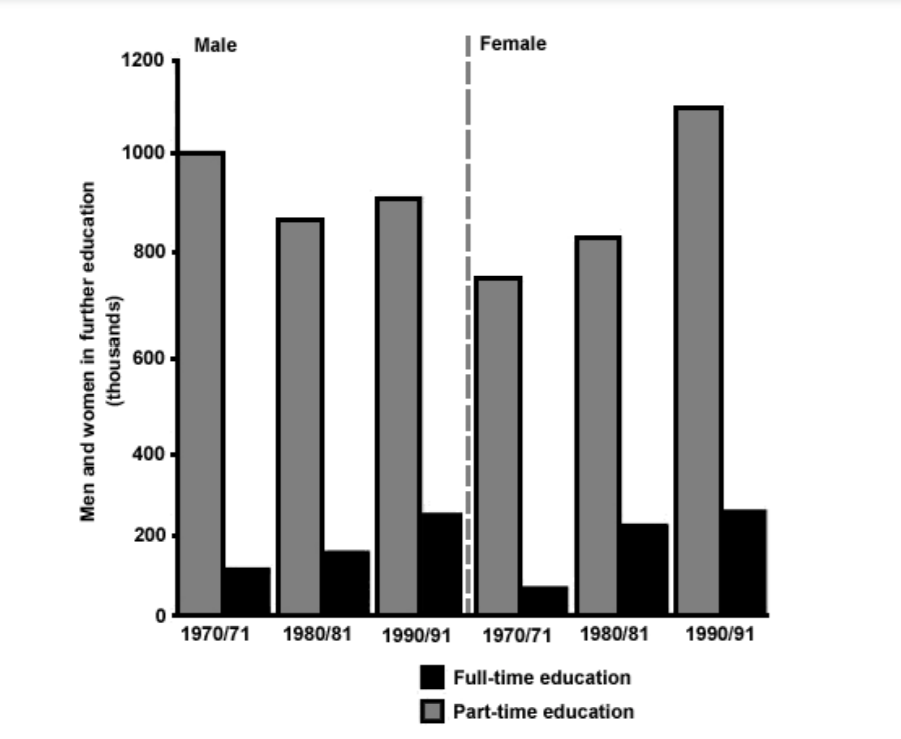 Male
Female
1200
1000
800
600
400
200
0
Men and women in further education
(thousands)
1970/71
1980/81
1990/91
1970/71
1980/81
1990/91
Full-time education
Part-time education